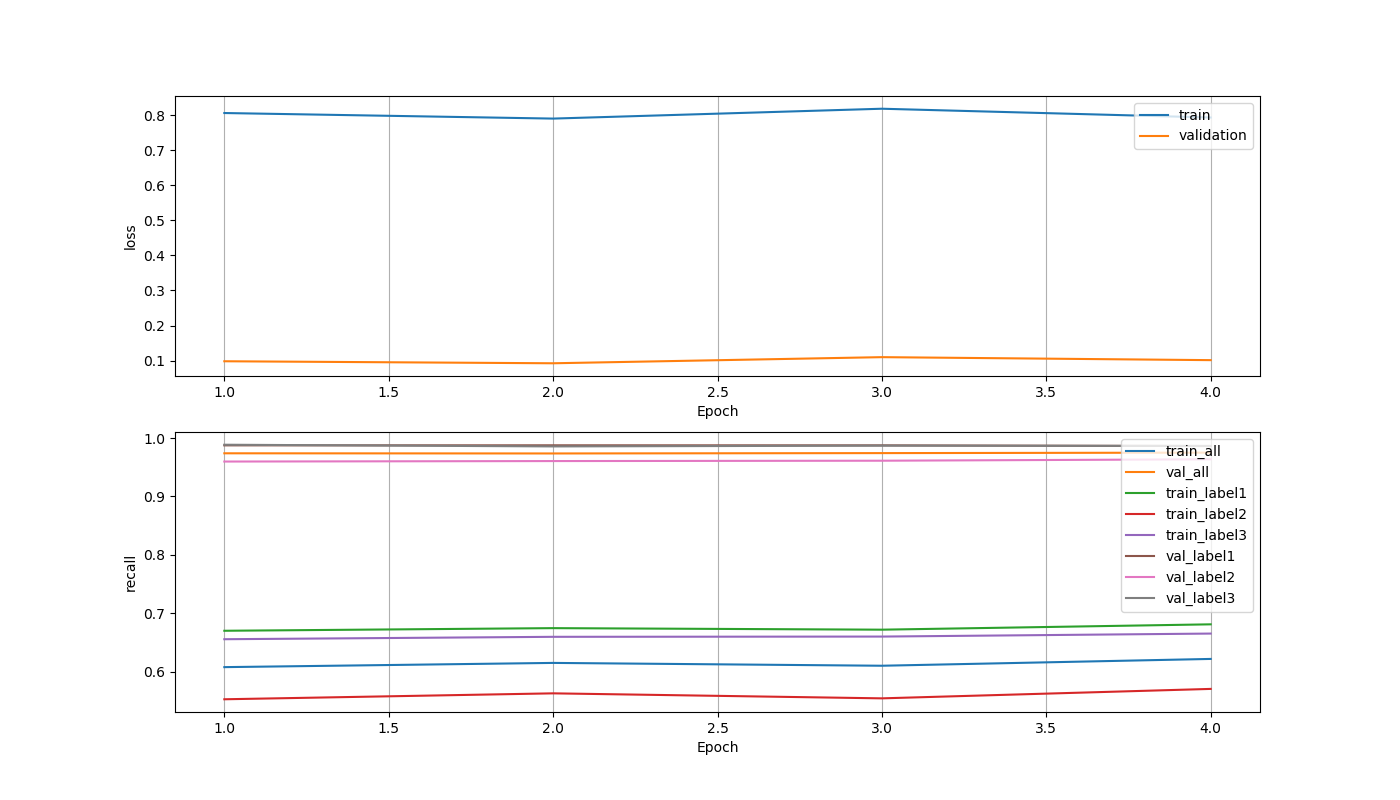 0.8
0.7
0.6
0.5
0.4
0.3
0.2
0.1
loss
train
validation
1.0 1.5 2.0 2.5 3.0 3.5 4.0
Epoch
1.0
0.9
0.8
0.7
0.6
recall
train_all
val_all
train_label1
train_label2
train_label3
val_label1
val_label2
val_label3
1.0 1.5 2.0 2.5 3.0 3.5 4.0
Epoch